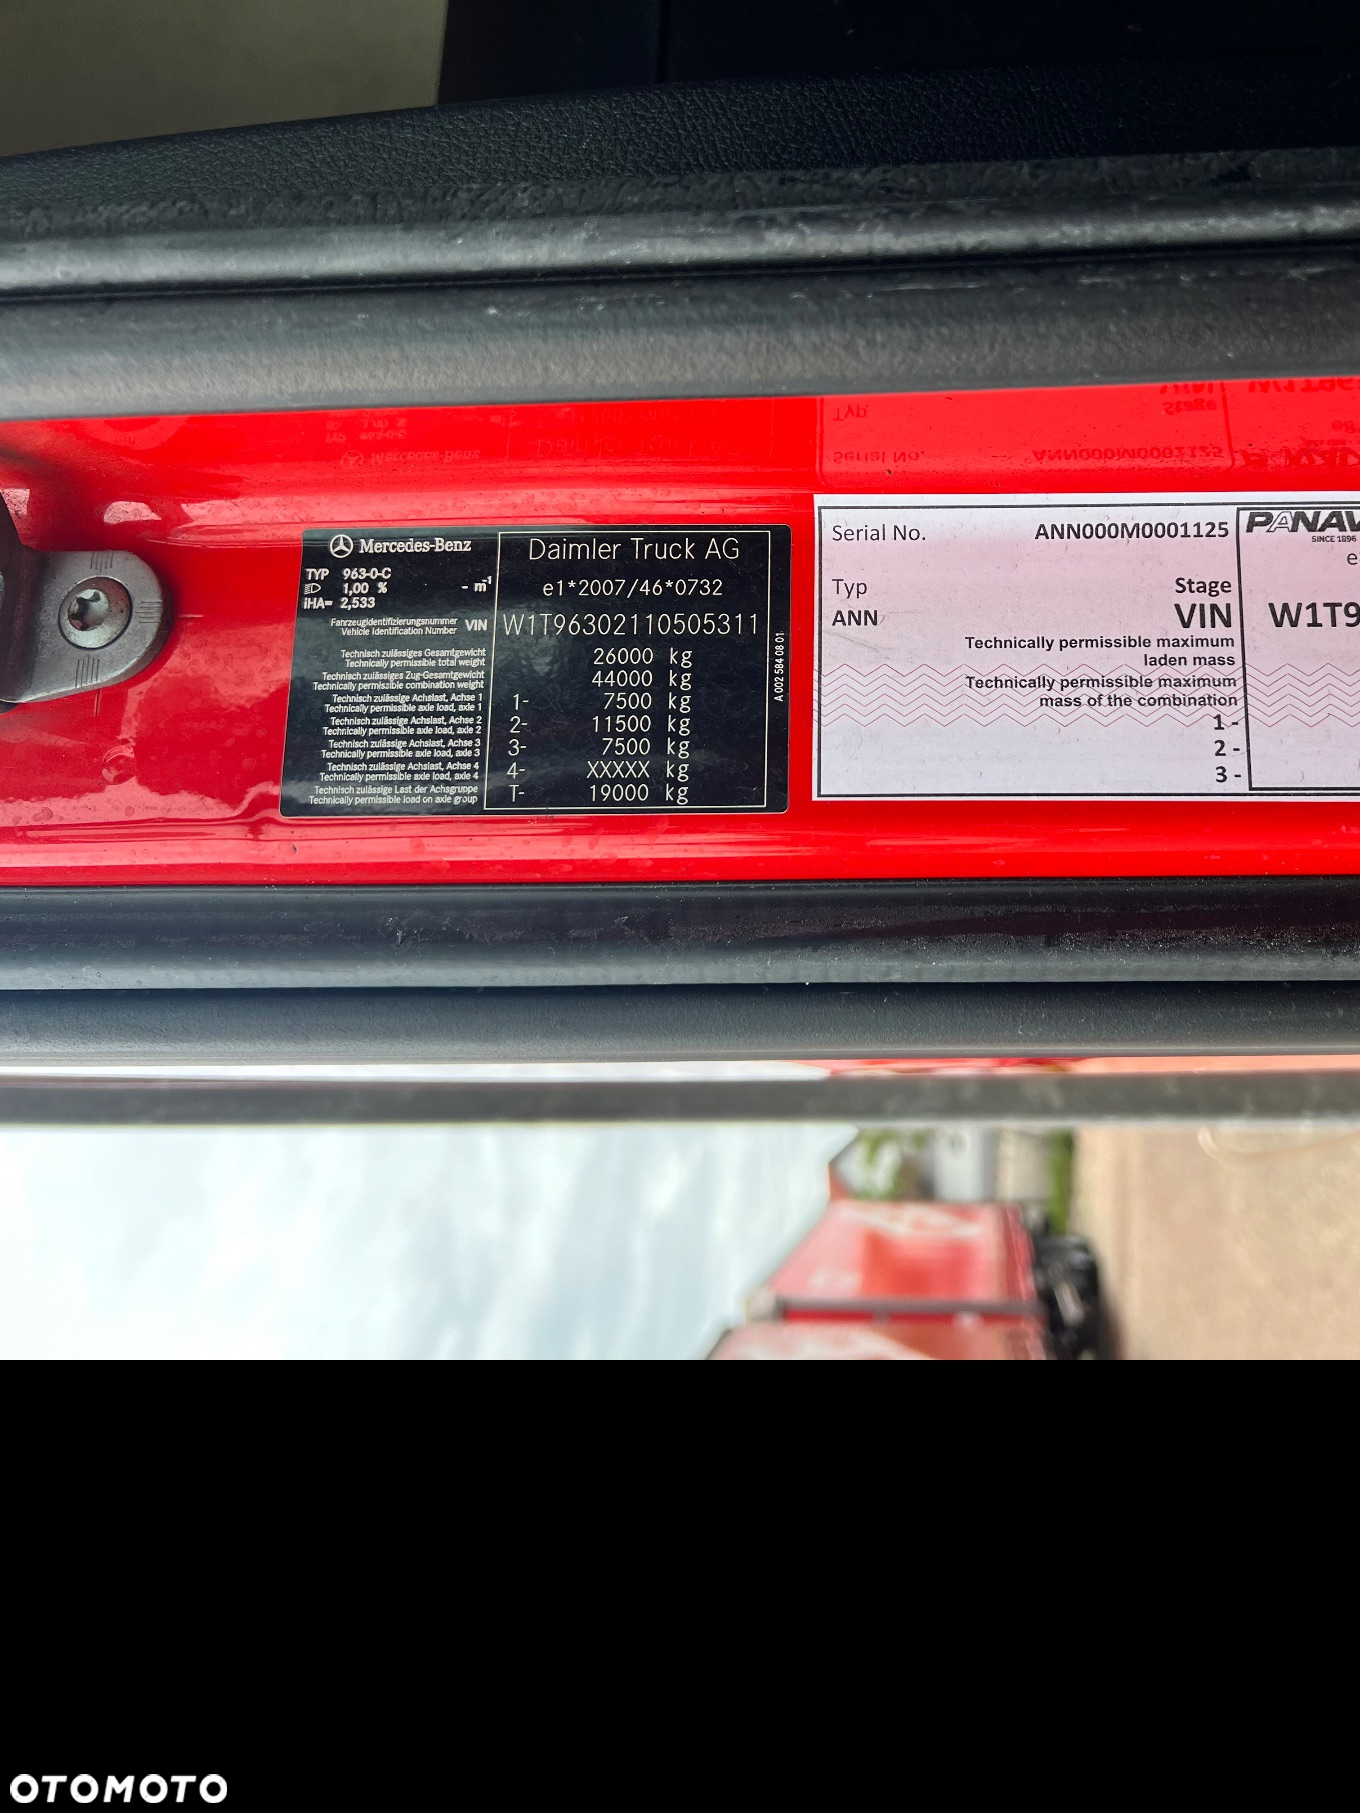 Mercedes-Benz
TYP 963-0-C
1,00 % - m⁻¹
iHA= 2,533
Fahrzeugidentifizierungsnummer
Vehicle Identification Number VIN
Technisch zulässiges Gesamtgewicht
Technically permissible total weight
Technisch zulässiges Zug-Gesamtgewicht
Technically permissible combination weight
Technisch zulässige Achslast, Achse 1
Technically permissible axle load, axle 1
Technisch zulässige Achslast, Achse 2
Technically permissible axle load, axle 2
Technisch zulässige Achslast, Achse 3
Technically permissible axle load, axle 3
Technisch zulässige Achslast, Achse 4
Technically permissible axle load, axle 4
Technisch zulässige Last der Achsgruppe
Technically permissible load on axle group
Daimler Truck AG
e1*2007/46*0732
W1T96302110505311
26000 kg
44000 kg
1- 7500 kg
2- 11500 kg
3- 7500 kg
4- XXXXX kg
T- 19000 kg
A 002 584 08 01
Serial No. ANN000M0001125
Typ Stage
ANN VIN
Technically permissible maximum
laden mass
Technically permissible maximum
mass of the combination
1 -
2 -
3 -
PANAV
SINCE 1896
e
W1T9
OTOMOTO